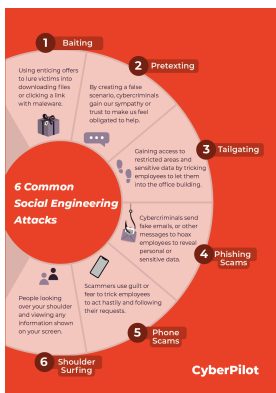 1 Baiting
Using enticing offers
to lure victims into
downloading files
or clicking a link
with maleware.
2 Pretexting
By creating a false
scenario, cybercriminals
gain our sympathy or
trust to make us feel
obligated to help.
3 Tailgating
Gaining access to
restricted areas and
sensitive data by tricking
employees to let them
into the office building.
6 Common
Social Engineering
Attacks
Cybercriminals send
fake emails, or other
messages to hoax
employees to reveal
personal or
sensitive data.
4 Phishing
Scams
Scammers use guilt or
fear to trick employees
to act hastily and following
their requests.
5 Phone
Scams
People looking
over your shoulder
and viewing any
information shown
on your screen.
6 Shoulder
Surfing
CyberPilot